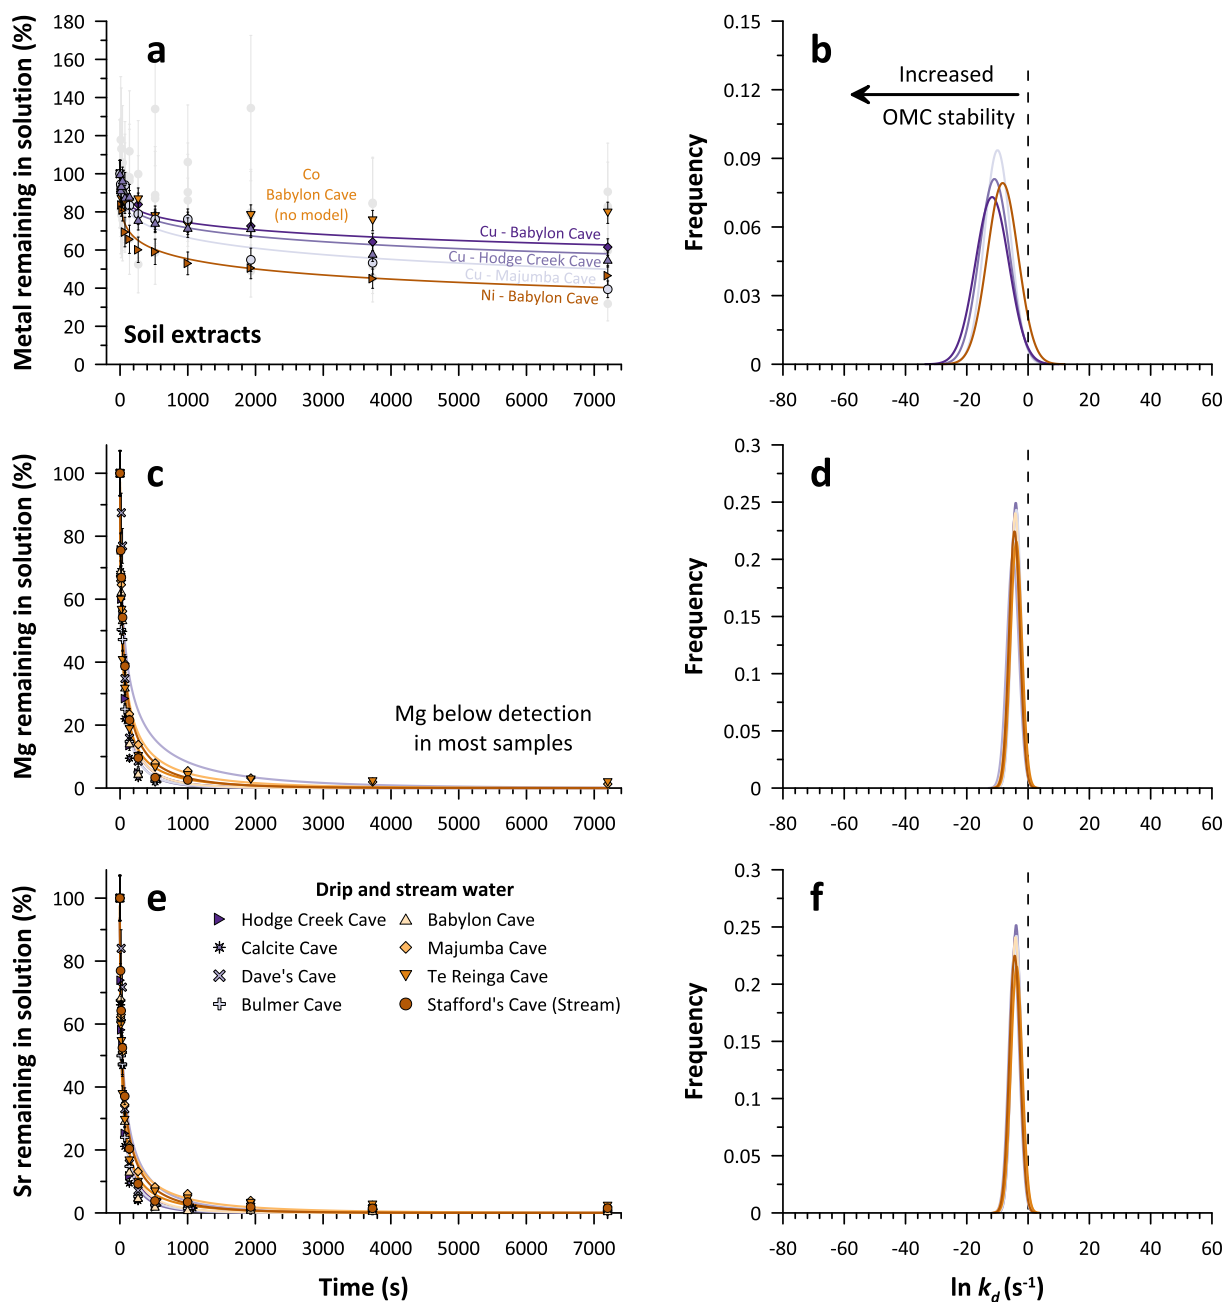 Metal remaining in solution (%)
180
160
140
120
100
80
60
40
20
0
a
Co
Babylon Cave
(no model)
Cu - Babylon Cave
Cu - Hodge Creek Cave
Cu - Majumba Cave
Ni - Babylon Cave
Soil extracts
0 1000 2000 3000 4000 5000 6000 7000
Frequency
0.15
0.12
0.09
0.06
0.03
0
b
Increased
OMC stability
-80 -60 -40 -20 0 20 40 60
Mg remaining in solution (%)
100
80
60
40
20
0
c
Mg below detection
in most samples
0 1000 2000 3000 4000 5000 6000 7000
Frequency
0.3
0.25
0.2
0.15
0.1
0.05
0
d
-80 -60 -40 -20 0 20 40 60
Sr remaining in solution (%)
100
80
60
40
20
0
e
Drip and stream water
Hodge Creek Cave
Calcite Cave
Dave's Cave
Bulmer Cave
Babylon Cave
Majumba Cave
Te Reinga Cave
Stafford's Cave (Stream)
0 1000 2000 3000 4000 5000 6000 7000
Time (s)
Frequency
0.3
0.25
0.2
0.15
0.1
0.05
0
f
-80 -60 -40 -20 0 20 40 60
ln k_d (s⁻¹)